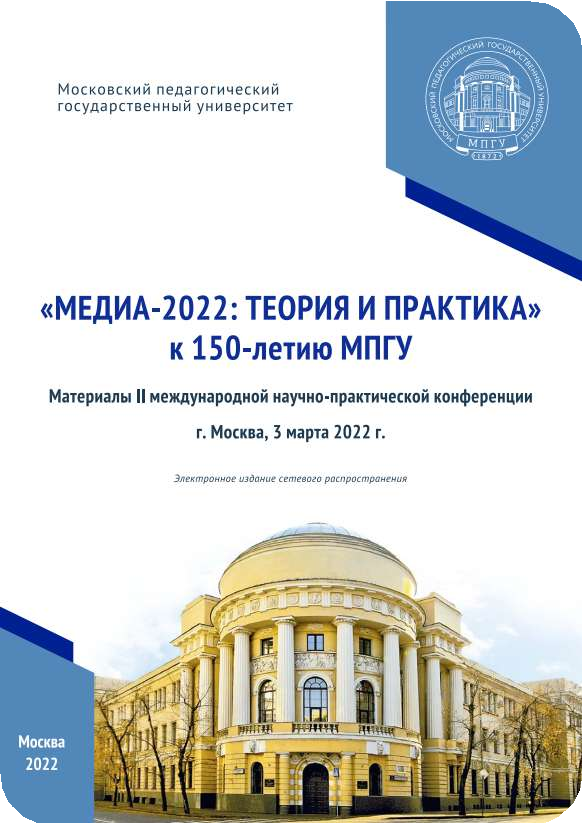 Московский педагогический
государственный университет
МОСКОВСКИЙ ПЕДАГОГИЧЕСКИЙ ГОСУДАРСТВЕННЫЙ УНИВЕРСИТЕТ
МПГУ
1872
«МЕДИА-2022: ТЕОРИЯ И ПРАКТИКА»
к 150-летию МПГУ
Материалы II международной научно-практической конференции
г. Москва, 3 марта 2022 г.
Электронное издание сетевого распространения
Москва
2022